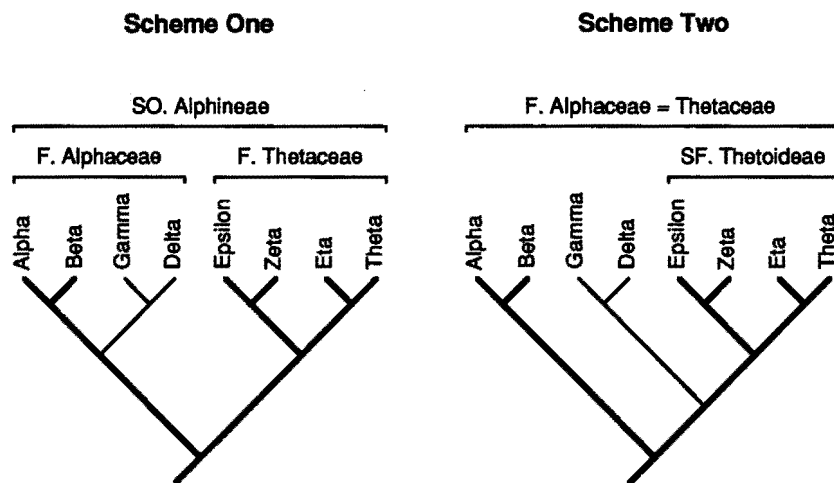 Scheme One
SO. Alphineae
F. Alphaceae F. Thetaceae
Alpha Beta Gamma Delta Epsilon Zeta Eta Theta
Scheme Two
F. Alphaceae = Thetaceae
SF. Thetoideae
Alpha Beta Gamma Delta Epsilon Zeta Eta Theta